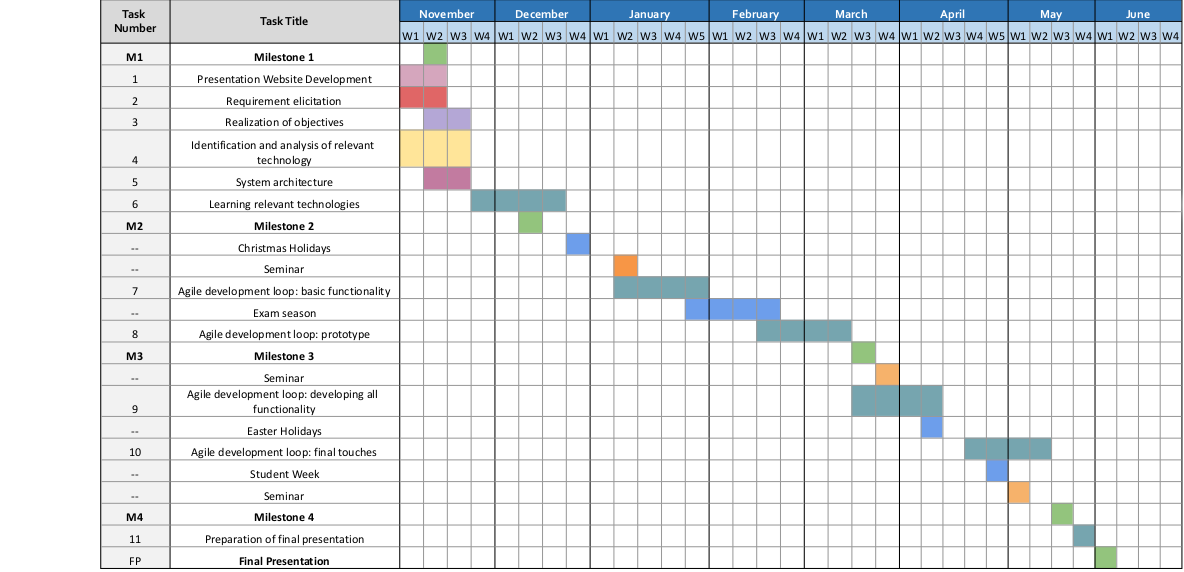 Task Number
Task Title
November
December
January
February
March
April
May
June
W1 W2 W3 W4 W1 W2 W3 W4 W1 W2 W3 W4 W5 W1 W2 W3 W4 W1 W2 W3 W4 W1 W2 W3 W4 W5 W1 W2 W3 W4 W1 W2 W3 W4
M1 Milestone 1
1 Presentation Website Development
2 Requirement elicitation
3 Realization of objectives
Identification and analysis of relevant
4 technology
5 System architecture
6 Learning relevant technologies
M2 Milestone 2
-- Christmas Holidays
-- Seminar
7 Agile development loop: basic functionality
-- Exam season
8 Agile development loop: prototype
M3 Milestone 3
-- Seminar
Agile development loop: developing all
9 functionality
-- Easter Holidays
10 Agile development loop: final touches
-- Student Week
-- Seminar
M4 Milestone 4
11 Preparation of final presentation
FP Final Presentation